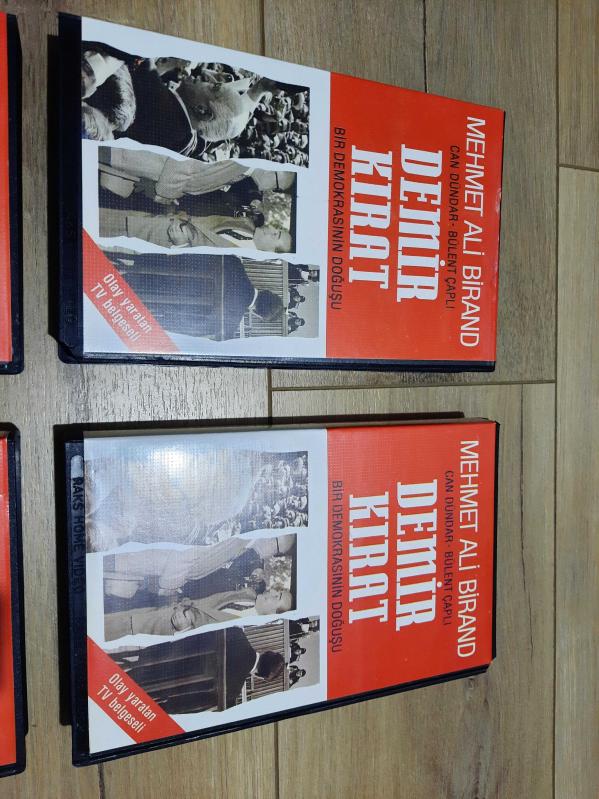 MEHMET ALİ BİRAND
CAN DÜNDAR - BÜLENT ÇAPLI
DEMİR
KIRAT
BİR DEMOKRASİNİN DOĞUŞU
Olay yaratan
TV belgeseli
MEHMET ALİ BİRAND
CAN DÜNDAR - BÜLENT ÇAPLI
DEMİR
KIRAT
BİR DEMOKRASİNİN DOĞUŞU
Olay yaratan
TV belgeseli
RAKS HOME VIDEO